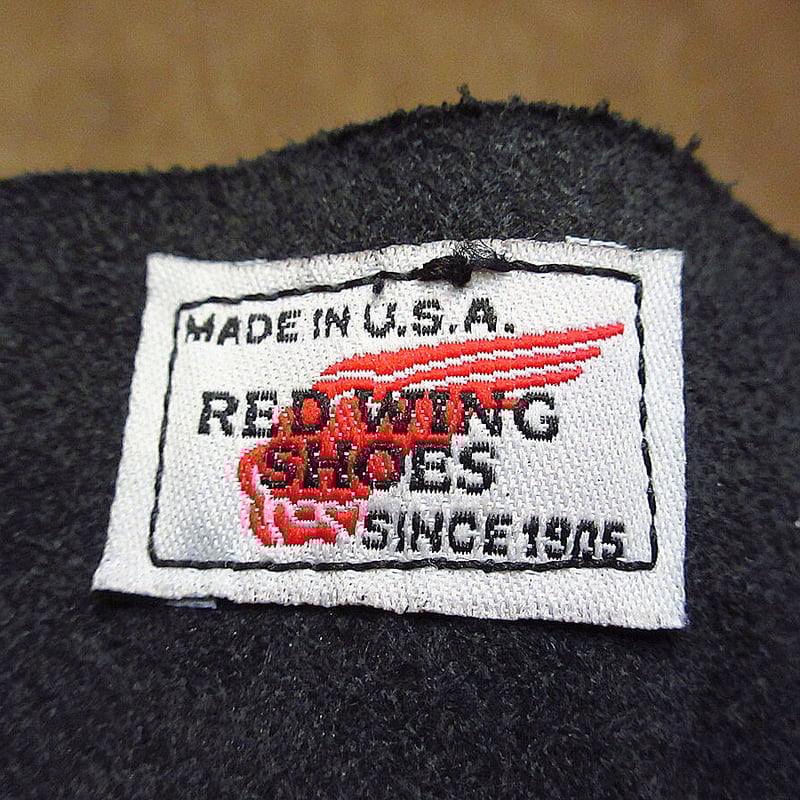 MADE IN U.S.A.
RED WING
SHOES
SINCE 1905